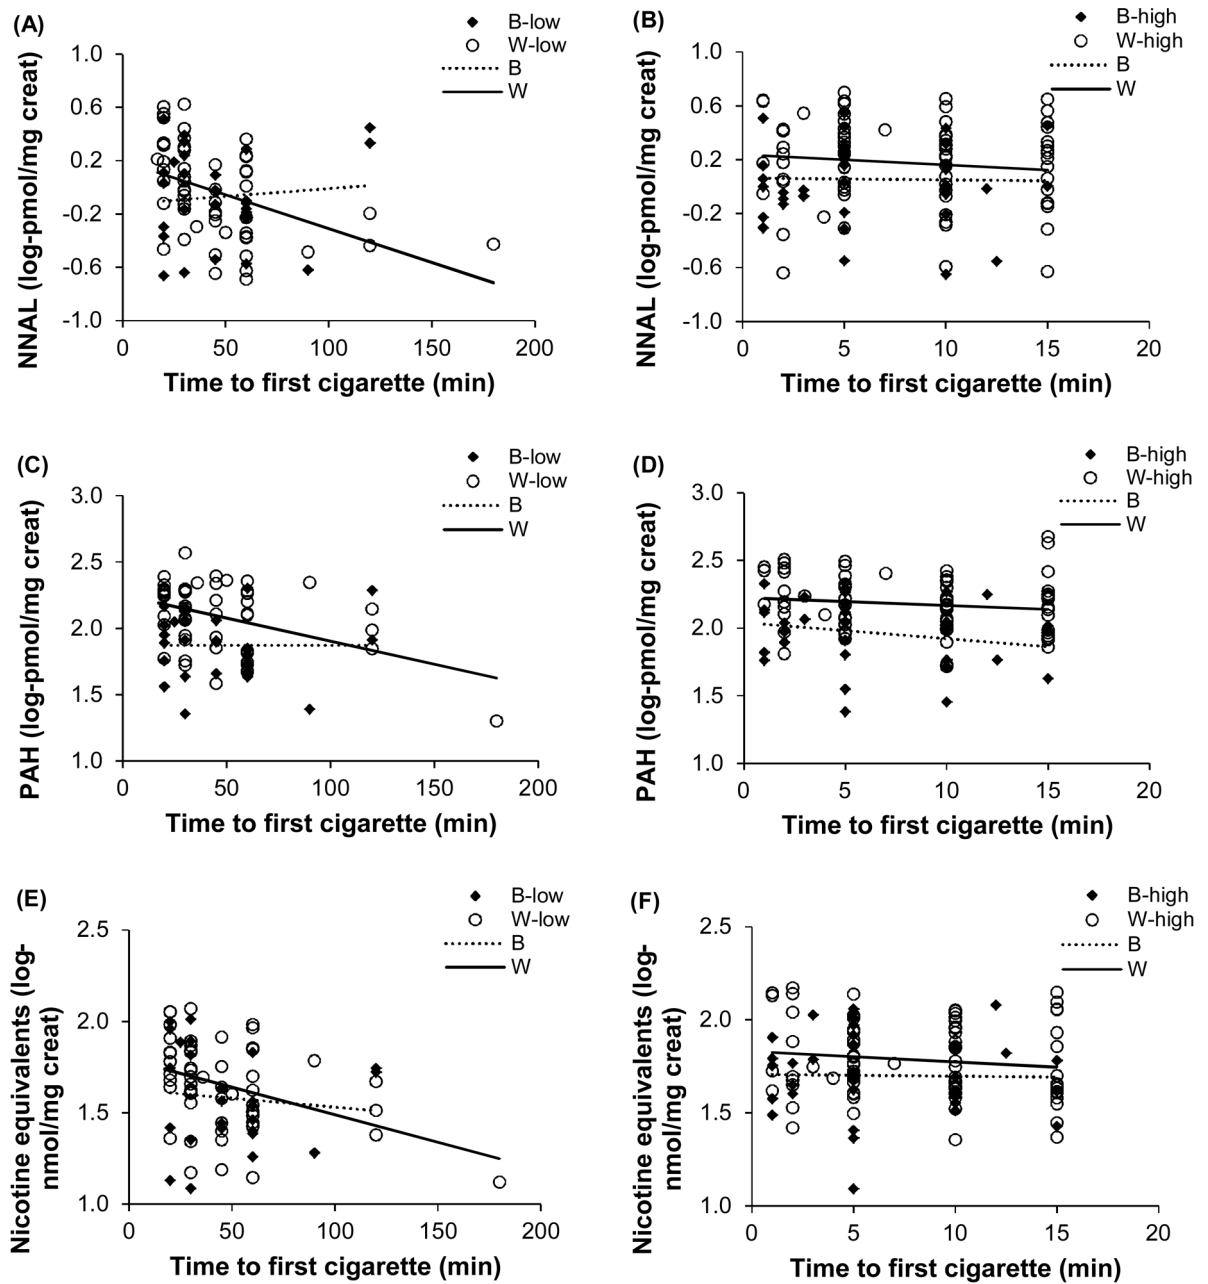 (A)
B-low
W-low
B
W
1.0
0.6
0.2
-0.2
-0.6
-1.0
NNAL (log-pmol/mg creat)
0 50 100 150 200
Time to first cigarette (min)
(B)
B-high
W-high
B
W
1.0
0.6
0.2
-0.2
-0.6
-1.0
NNAL (log-pmol/mg creat)
0 5 10 15 20
Time to first cigarette (min)
(C)
B-low
W-low
B
W
3.0
2.5
2.0
1.5
1.0
PAH (log-pmol/mg creat)
0 50 100 150 200
Time to first cigarette (min)
(D)
B-high
W-high
B
W
3.0
2.5
2.0
1.5
1.0
PAH (log-pmol/mg creat)
0 5 10 15 20
Time to first cigarette (min)
(E)
B-low
W-low
B
W
2.5
2.0
1.5
1.0
Nicotine equivalents (log-
nmol/mg creat)
0 50 100 150 200
Time to first cigarette (min)
(F)
B-high
W-high
B
W
2.5
2.0
1.5
1.0
Nicotine equivalents (log-
nmol/mg creat)
0 5 10 15 20
Time to first cigarette (min)